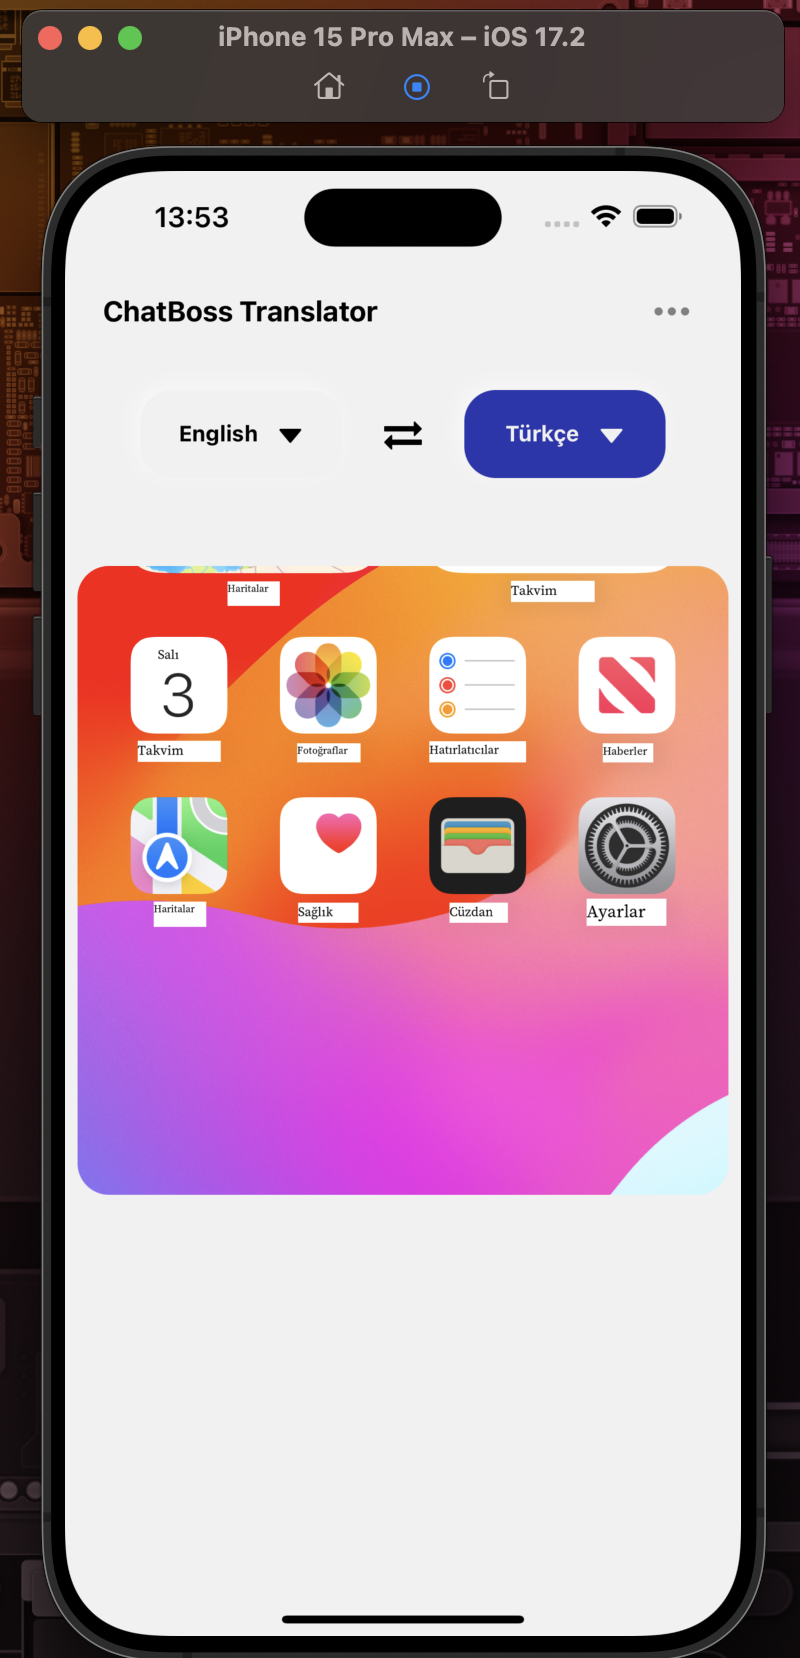 iPhone 15 Pro Max – iOS 17.2
13:53
ChatBoss Translator
English
Türkçe
Haritalar
Takvim
Salı
3
Takvim
Fotoğraflar
Hatırlatıcılar
Haberler
Haritalar
Sağlık
Cüzdan
Ayarlar